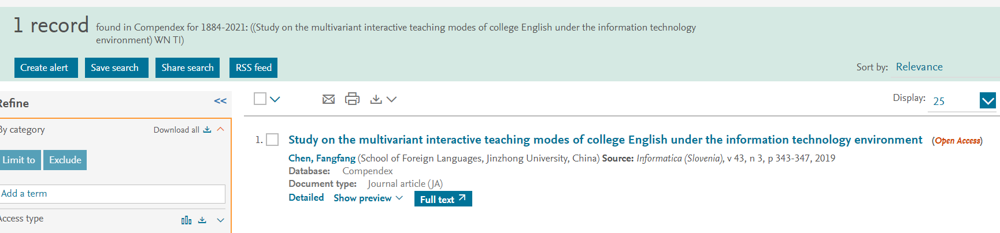 1 record found in Compendex for 1884-2021: ((Study on the multivariant interactive teaching modes of college English under the information technology
environment) WN TI)
Create alert Save search Share search RSS feed
Sort by: Relevance
Refine <<
Display: 25
By category Download all
Limit to Exclude
Add a term
Access type
1. Study on the multivariant interactive teaching modes of college English under the information technology environment (Open Access)
Chen, Fangfang (School of Foreign Languages, Jinzhong University, China) Source: Informatica (Slovenia), v 43, n 3, p 343-347, 2019
Database: Compendex
Document type: Journal article (JA)
Detailed Show preview Full text